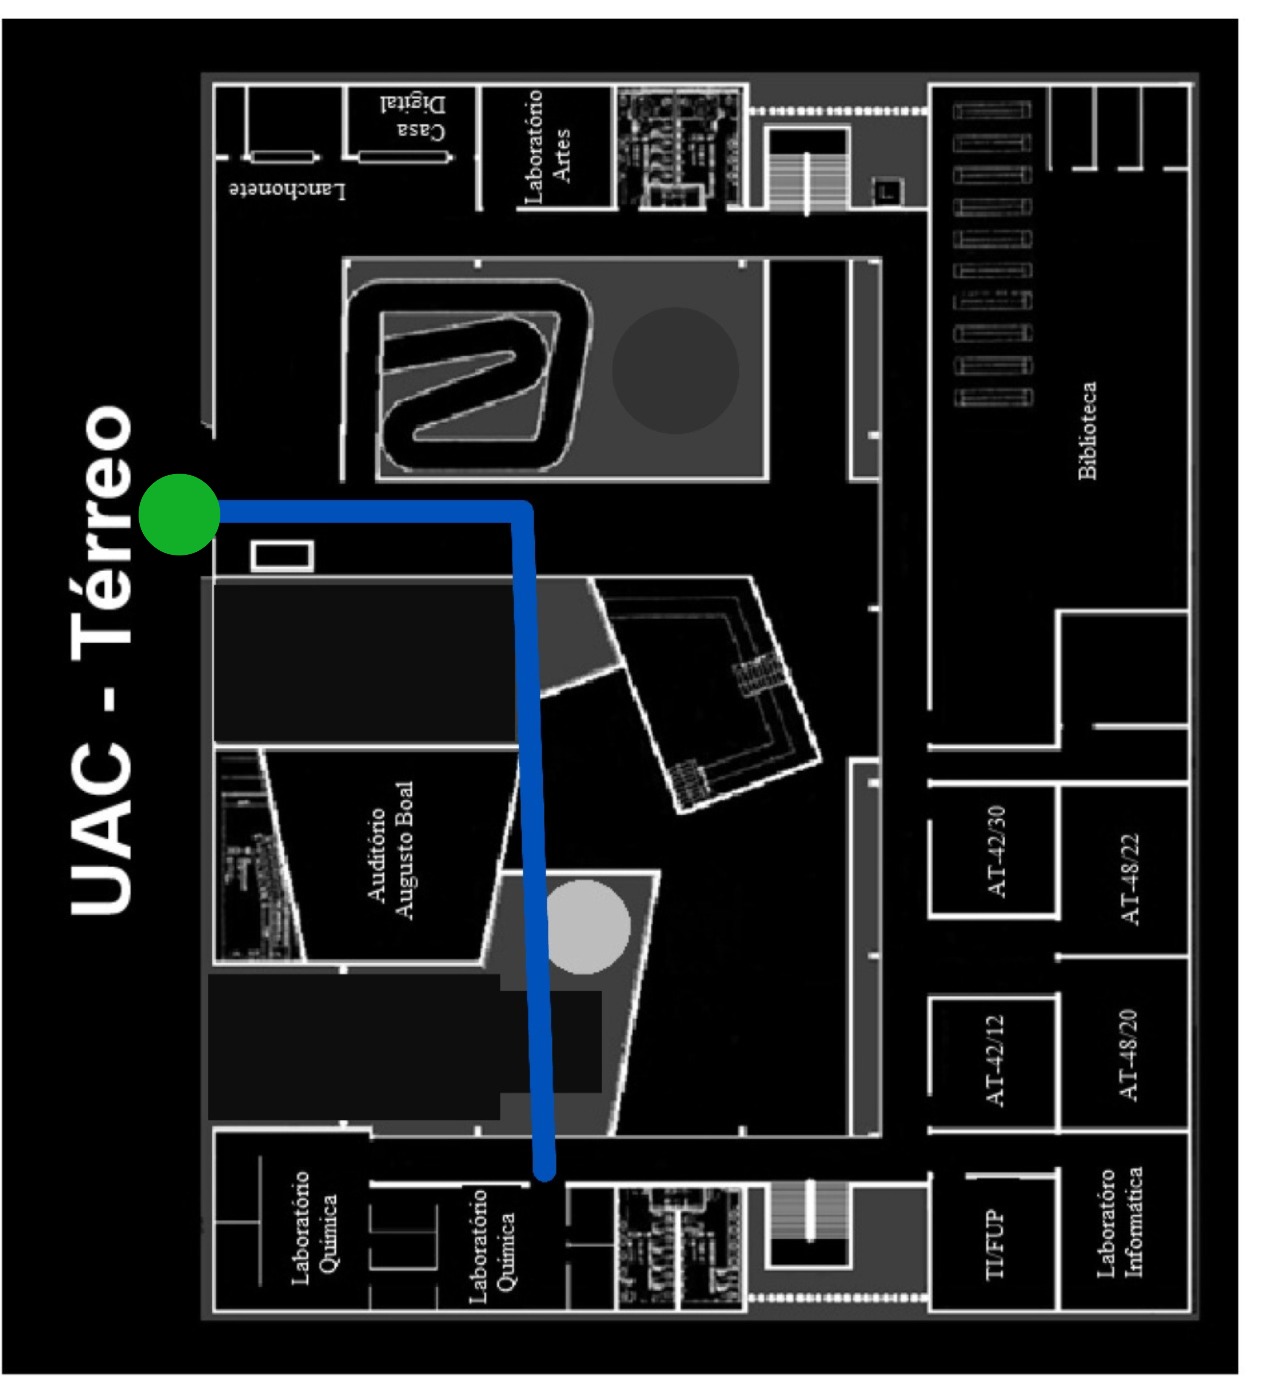 Biblioteca
AT-48/22
AT-48/20
Laboratóro
Informática
AT-42/30
AT-42/12
TI/FUP
Laboratório
Artes
Laboratório
Química
Casa
Digital
Auditório
Augusto Boal
Lanchonete
Laboratório
Química
UAC - Térreo